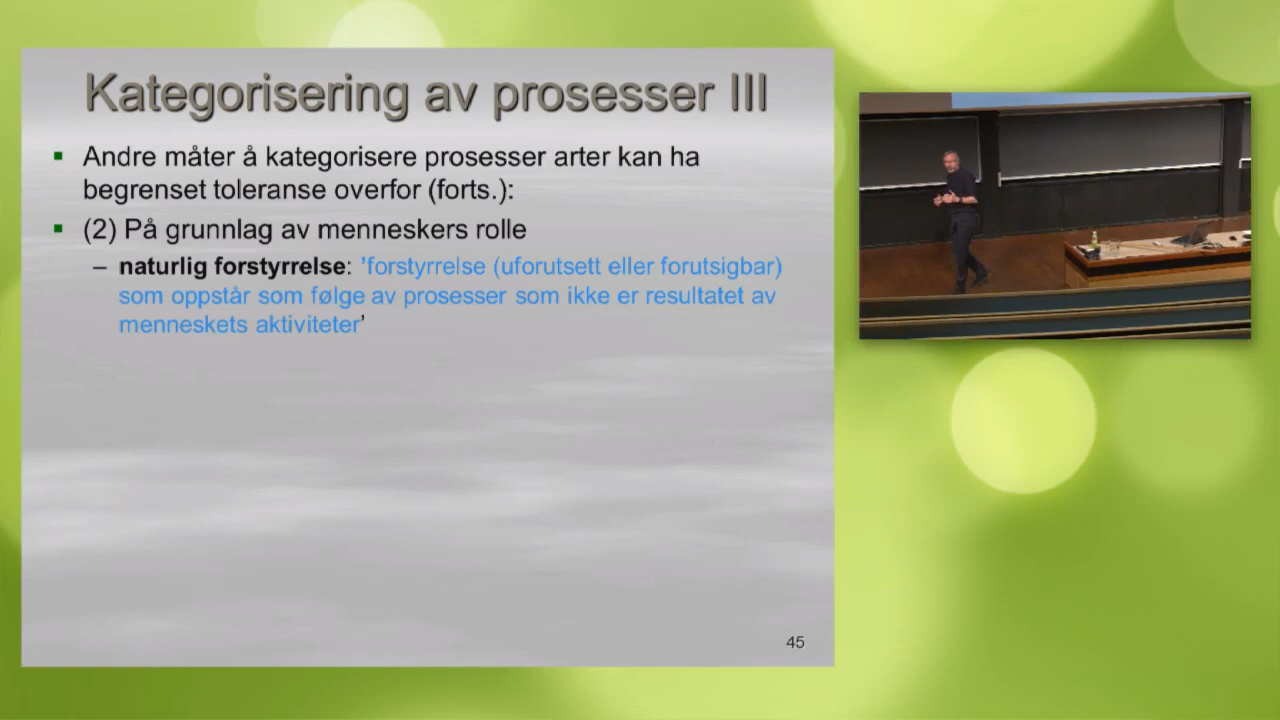 Kategorisering av prosesser III
▪ Andre måter å kategorisere prosesser arter kan ha
begrenset toleranse overfor (forts.):
▪ (2) På grunnlag av menneskers rolle
– naturlig forstyrrelse: ’forstyrrelse (uforutsett eller forutsigbar)
som oppstår som følge av prosesser som ikke er resultatet av
menneskets aktiviteter’
45